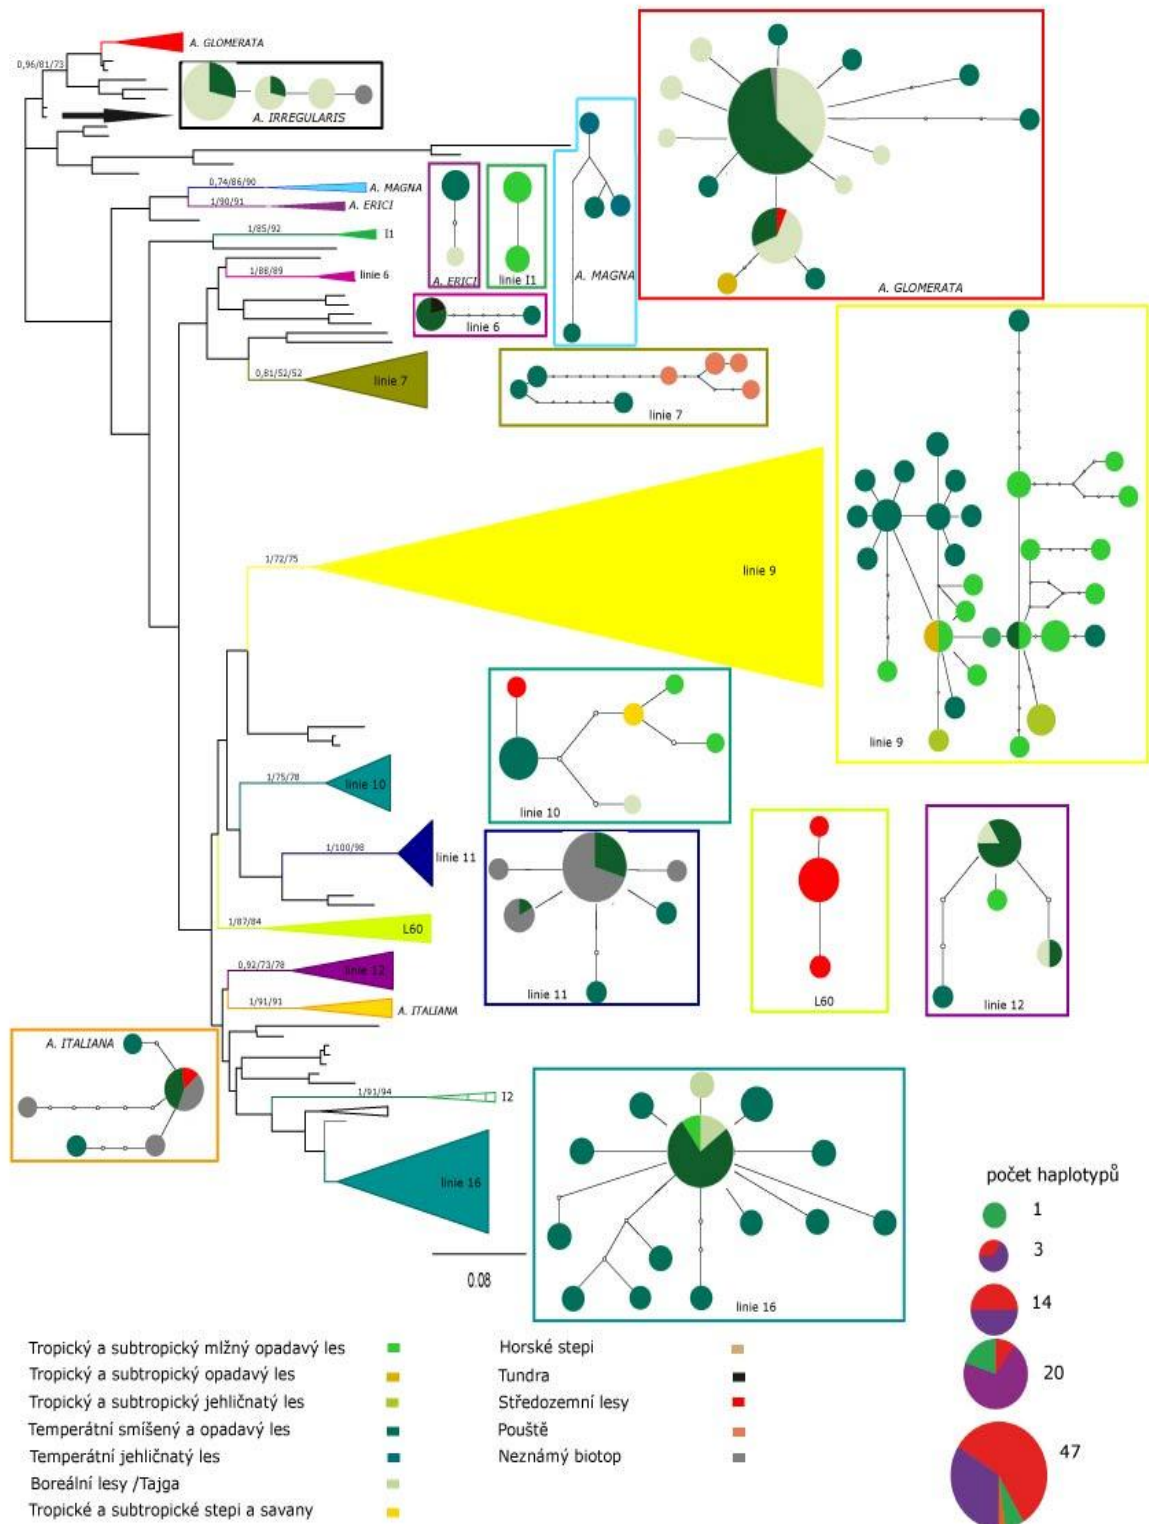 A. GLOMERATA
0,96/81/73
A. IRREGULARIS
0,74/86/90
A. MAGNA
1/90/91
A. ERICI
1/85/92
I1
1/88/89
linie 6
A. ERICI
linie I1
A. MAGNA
A. GLOMERATA
linie 6
0,81/52/52
linie 7
linie 7
1/72/75
linie 9
linie 9
1/75/78
linie 10
linie 10
1/100/98
linie 11
linie 11
1/87/84
L60
L60
0,92/73/78
linie 12
linie 12
1/91/91
A. ITALIANA
A. ITALIANA
1/91/94
I2
linie 16
linie 16
0.08
počet haplotypů
1
3
14
20
47
Tropický a subtropický mlžný opadavý les
Tropický a subtropický opadavý les
Tropický a subtropický jehličnatý les
Temperátní smíšený a opadavý les
Temperátní jehličnatý les
Boreální lesy /Tajga
Tropické a subtropické stepi a savany
Horské stepi
Tundra
Středozemní lesy
Pouště
Neznámý biotop